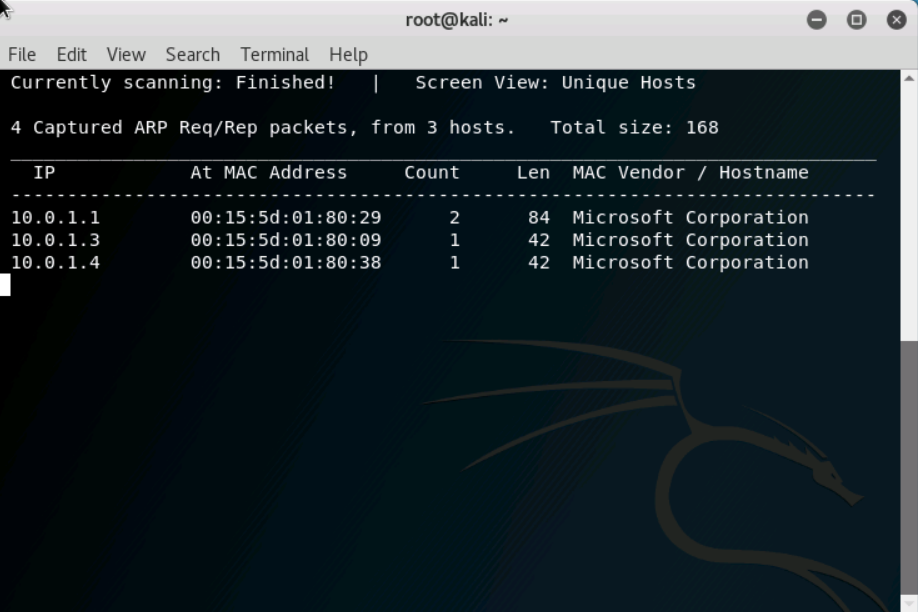 root@kali: ~
File Edit View Search Terminal Help
Currently scanning: Finished!   |   Screen View: Unique Hosts
4 Captured ARP Req/Rep packets, from 3 hosts.   Total size: 168
_____________________________________________________________________________
  IP            At MAC Address     Count     Len  MAC Vendor / Hostname
-----------------------------------------------------------------------------
10.0.1.1        00:15:5d:01:80:29      2      84  Microsoft Corporation
10.0.1.3        00:15:5d:01:80:09      1      42  Microsoft Corporation
10.0.1.4        00:15:5d:01:80:38      1      42  Microsoft Corporation